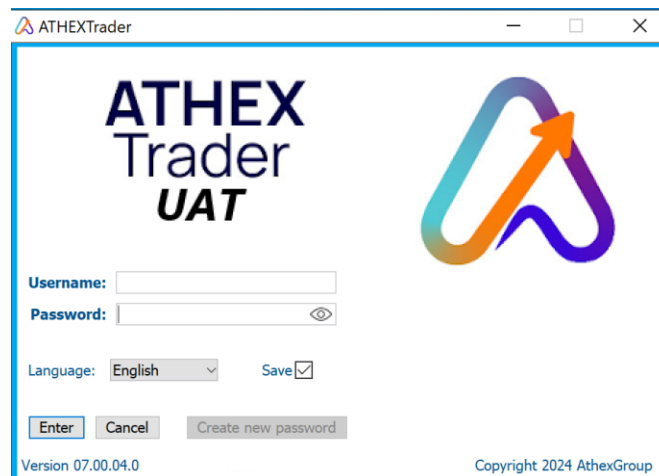 ATHEXTrader
ATHEX
Trader
UAT
Username:
Password:
Language: English Save
Enter Cancel Create new password
Version 07.00.04.0 Copyright 2024 AthexGroup